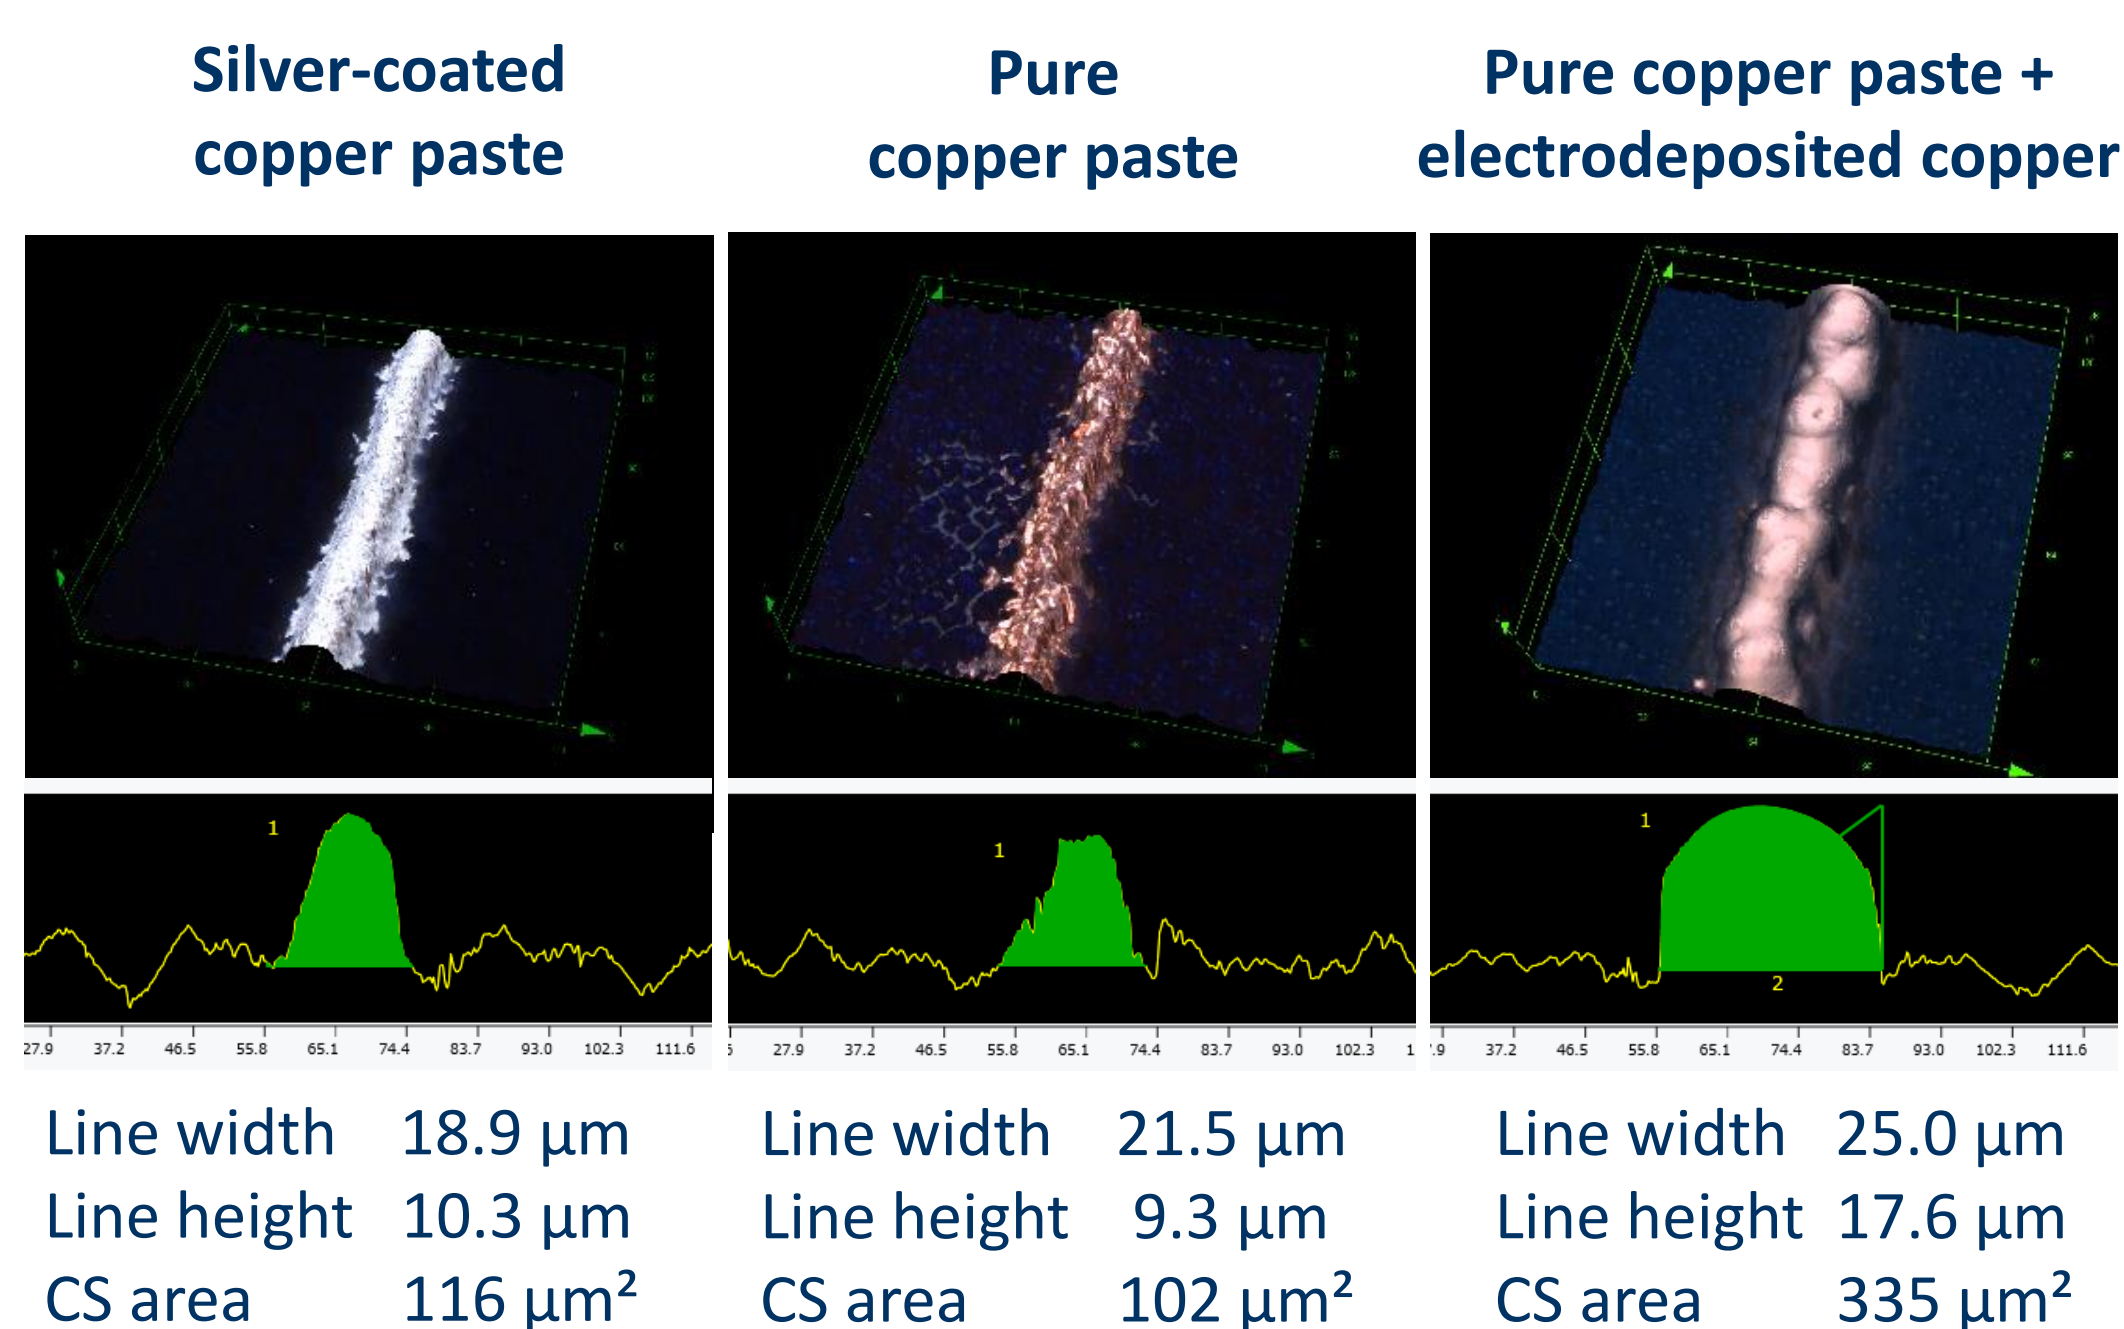 Silver-coated
copper paste
Pure
copper paste
Pure copper paste +
electrodeposited copper
1
1
1
2
27.9 37.2 46.5 55.8 65.1 74.4 83.7 93.0 102.3 111.6
27.9 37.2 46.5 55.8 65.1 74.4 83.7 93.0 102.3 1
7.9 37.2 46.5 55.8 65.1 74.4 83.7 93.0 102.3 111.6
Line width 18.9 µm
Line height 10.3 µm
CS area 116 µm²
Line width 21.5 µm
Line height 9.3 µm
CS area 102 µm²
Line width 25.0 µm
Line height 17.6 µm
CS area 335 µm²